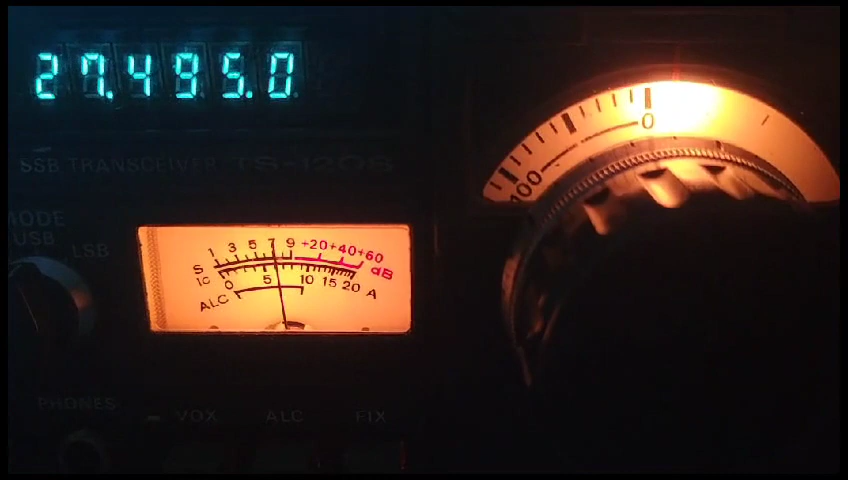 27.495.0
SSB TRANSCEIVER TS-120S
MODE
USB
LSB
S 1 3 5 7 9 +20 +40 +60 dB
Ic 0 5 10 15 20 A
ALC
0
100
PHONES
VOX ALC FIX